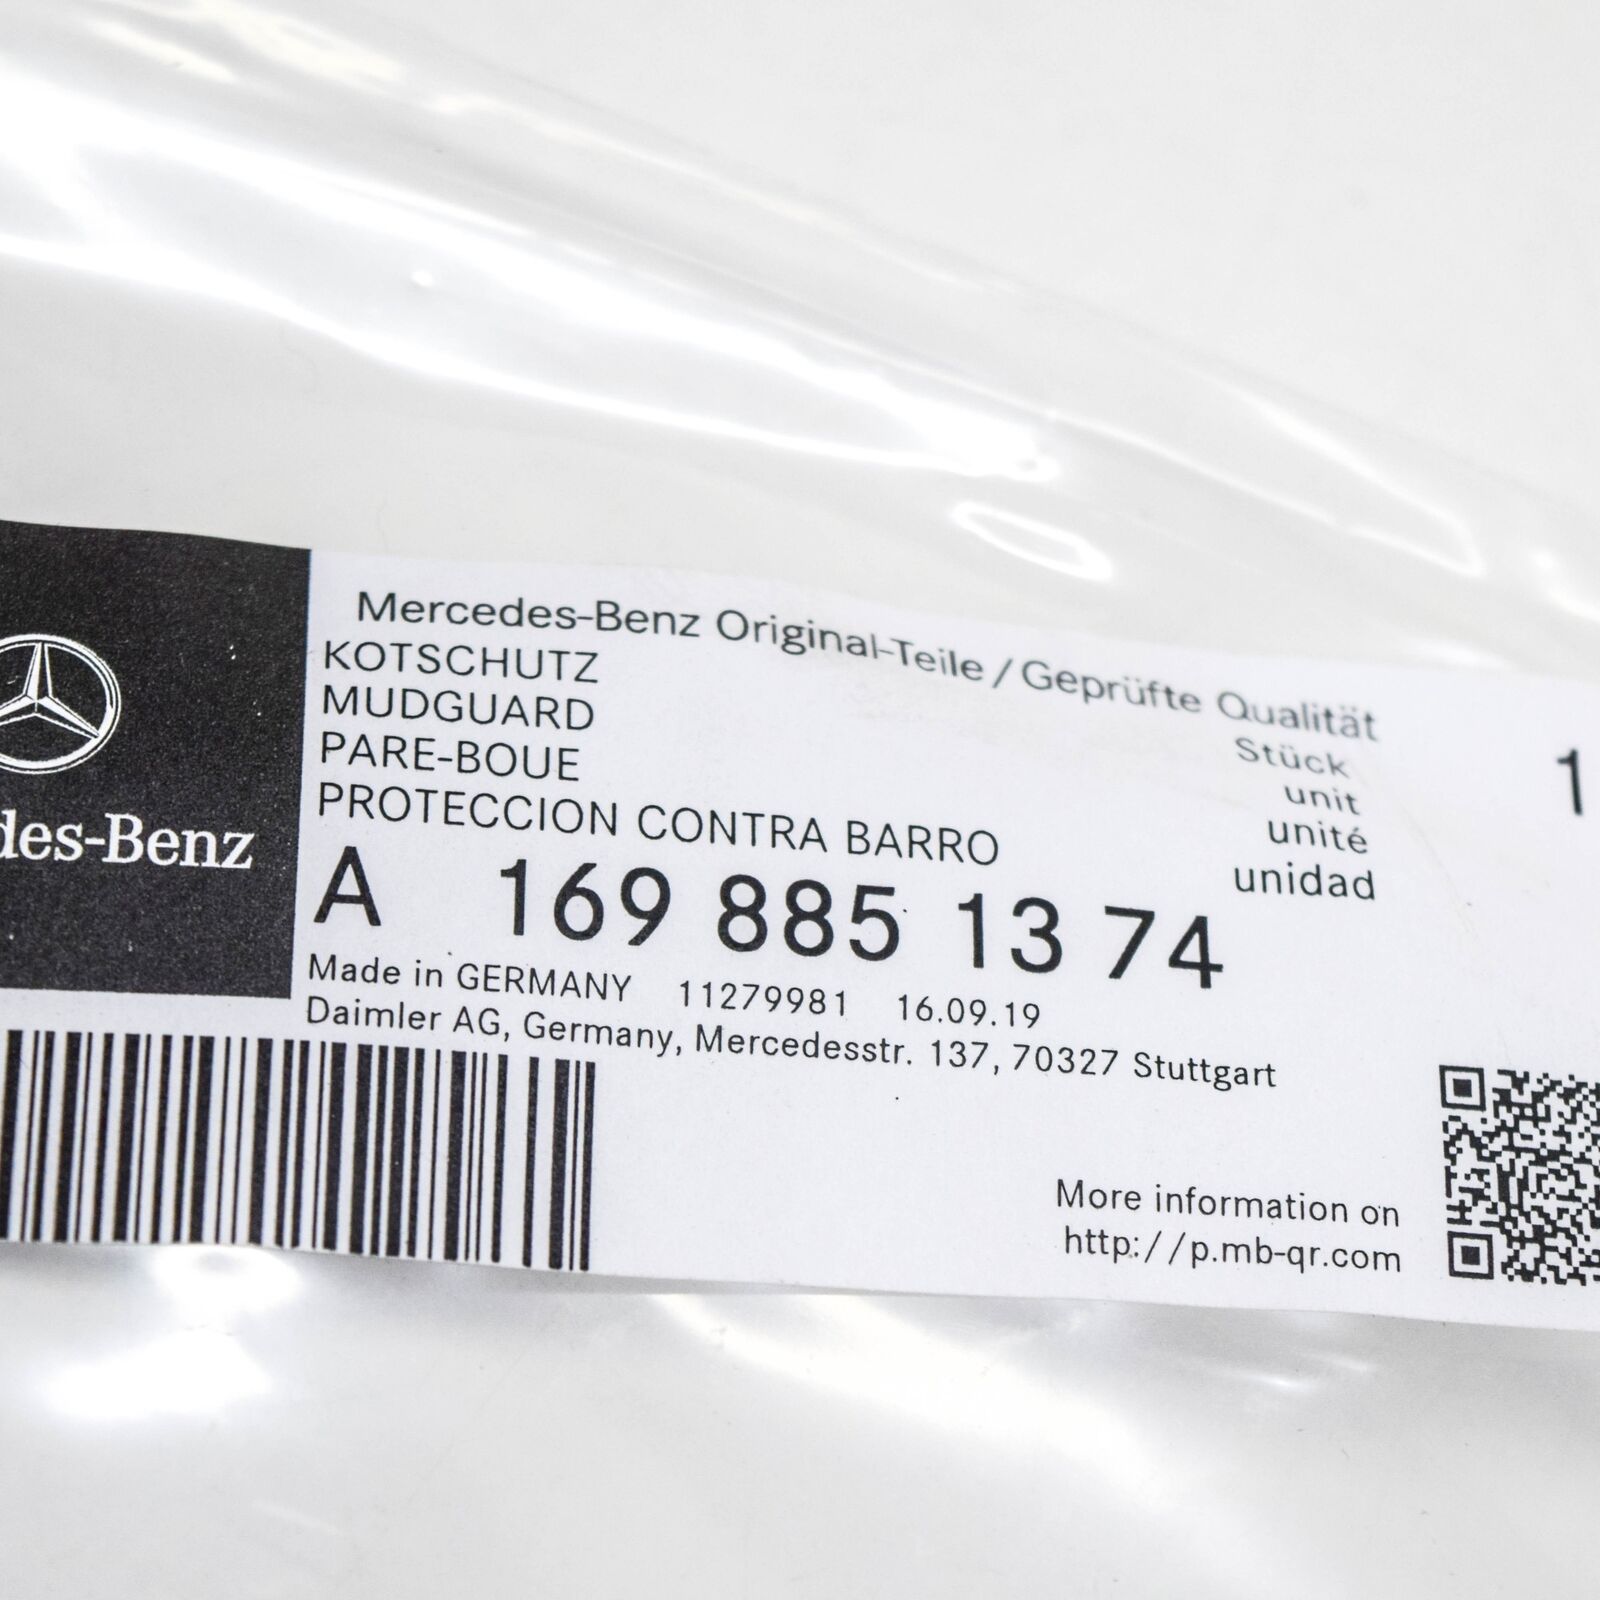 des-Benz
Mercedes-Benz Original-Teile / Geprüfte Qualität
KOTSCHUTZ
MUDGUARD
PARE-BOUE
PROTECCION CONTRA BARRO
Stück
unit
unité
unidad
1
A 169 885 13 74
Made in GERMANY 11279981 16.09.19
Daimler AG, Germany, Mercedesstr. 137, 70327 Stuttgart
More information on
http://p.mb-qr.com